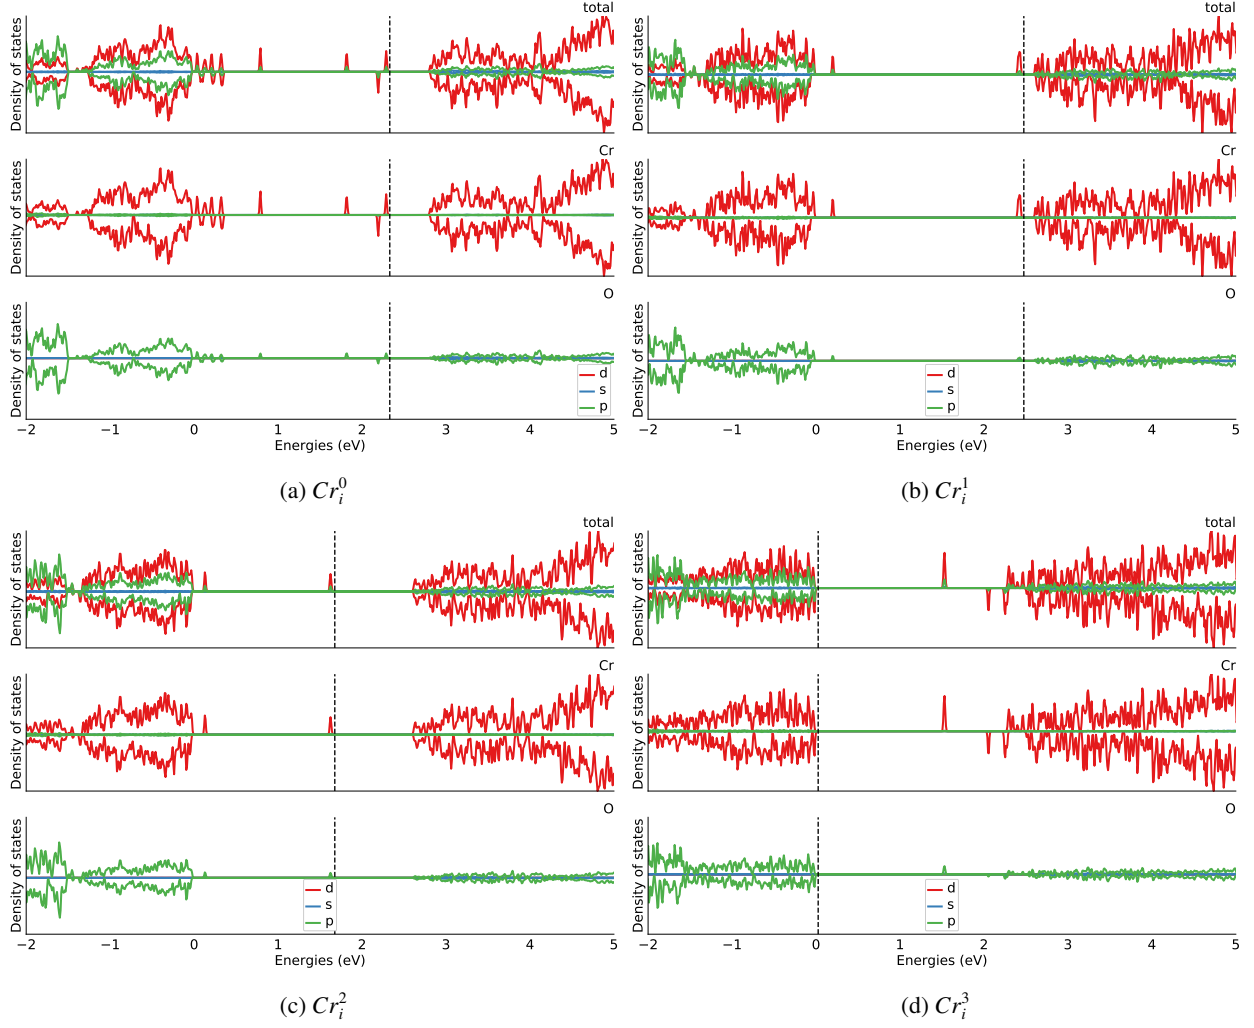 total
Density of states
Cr
Density of states
O
Density of states
d
s
p
−2 −1 0 1 2 3 4 5
Energies (eV)
(a) Cr_i^0
total
Density of states
Cr
Density of states
O
Density of states
d
s
p
−2 −1 0 1 2 3 4 5
Energies (eV)
(b) Cr_i^1
total
Density of states
Cr
Density of states
O
Density of states
d
s
p
−2 −1 0 1 2 3 4 5
Energies (eV)
(c) Cr_i^2
total
Density of states
Cr
Density of states
O
Density of states
d
s
p
−2 −1 0 1 2 3 4 5
Energies (eV)
(d) Cr_i^3